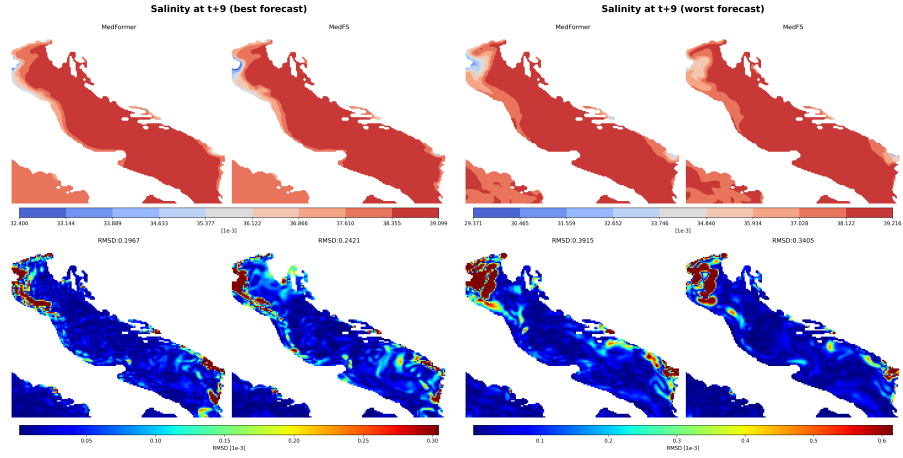 Salinity at t+9 (best forecast)
MedFormer
MedFS
32.400 33.144 33.889 34.633 35.377 36.122 36.866 37.610 38.355 39.099
[1e-3]
RMSD:0.1967
RMSD:0.2421
0.05 0.10 0.15 0.20 0.25 0.30
RMSD [1e-3]
Salinity at t+9 (worst forecast)
MedFormer
MedFS
29.371 30.465 31.559 32.652 33.746 34.840 35.934 37.028 38.122 39.216
[1e-3]
RMSD:0.3915
RMSD:0.3405
0.1 0.2 0.3 0.4 0.5 0.6
RMSD [1e-3]